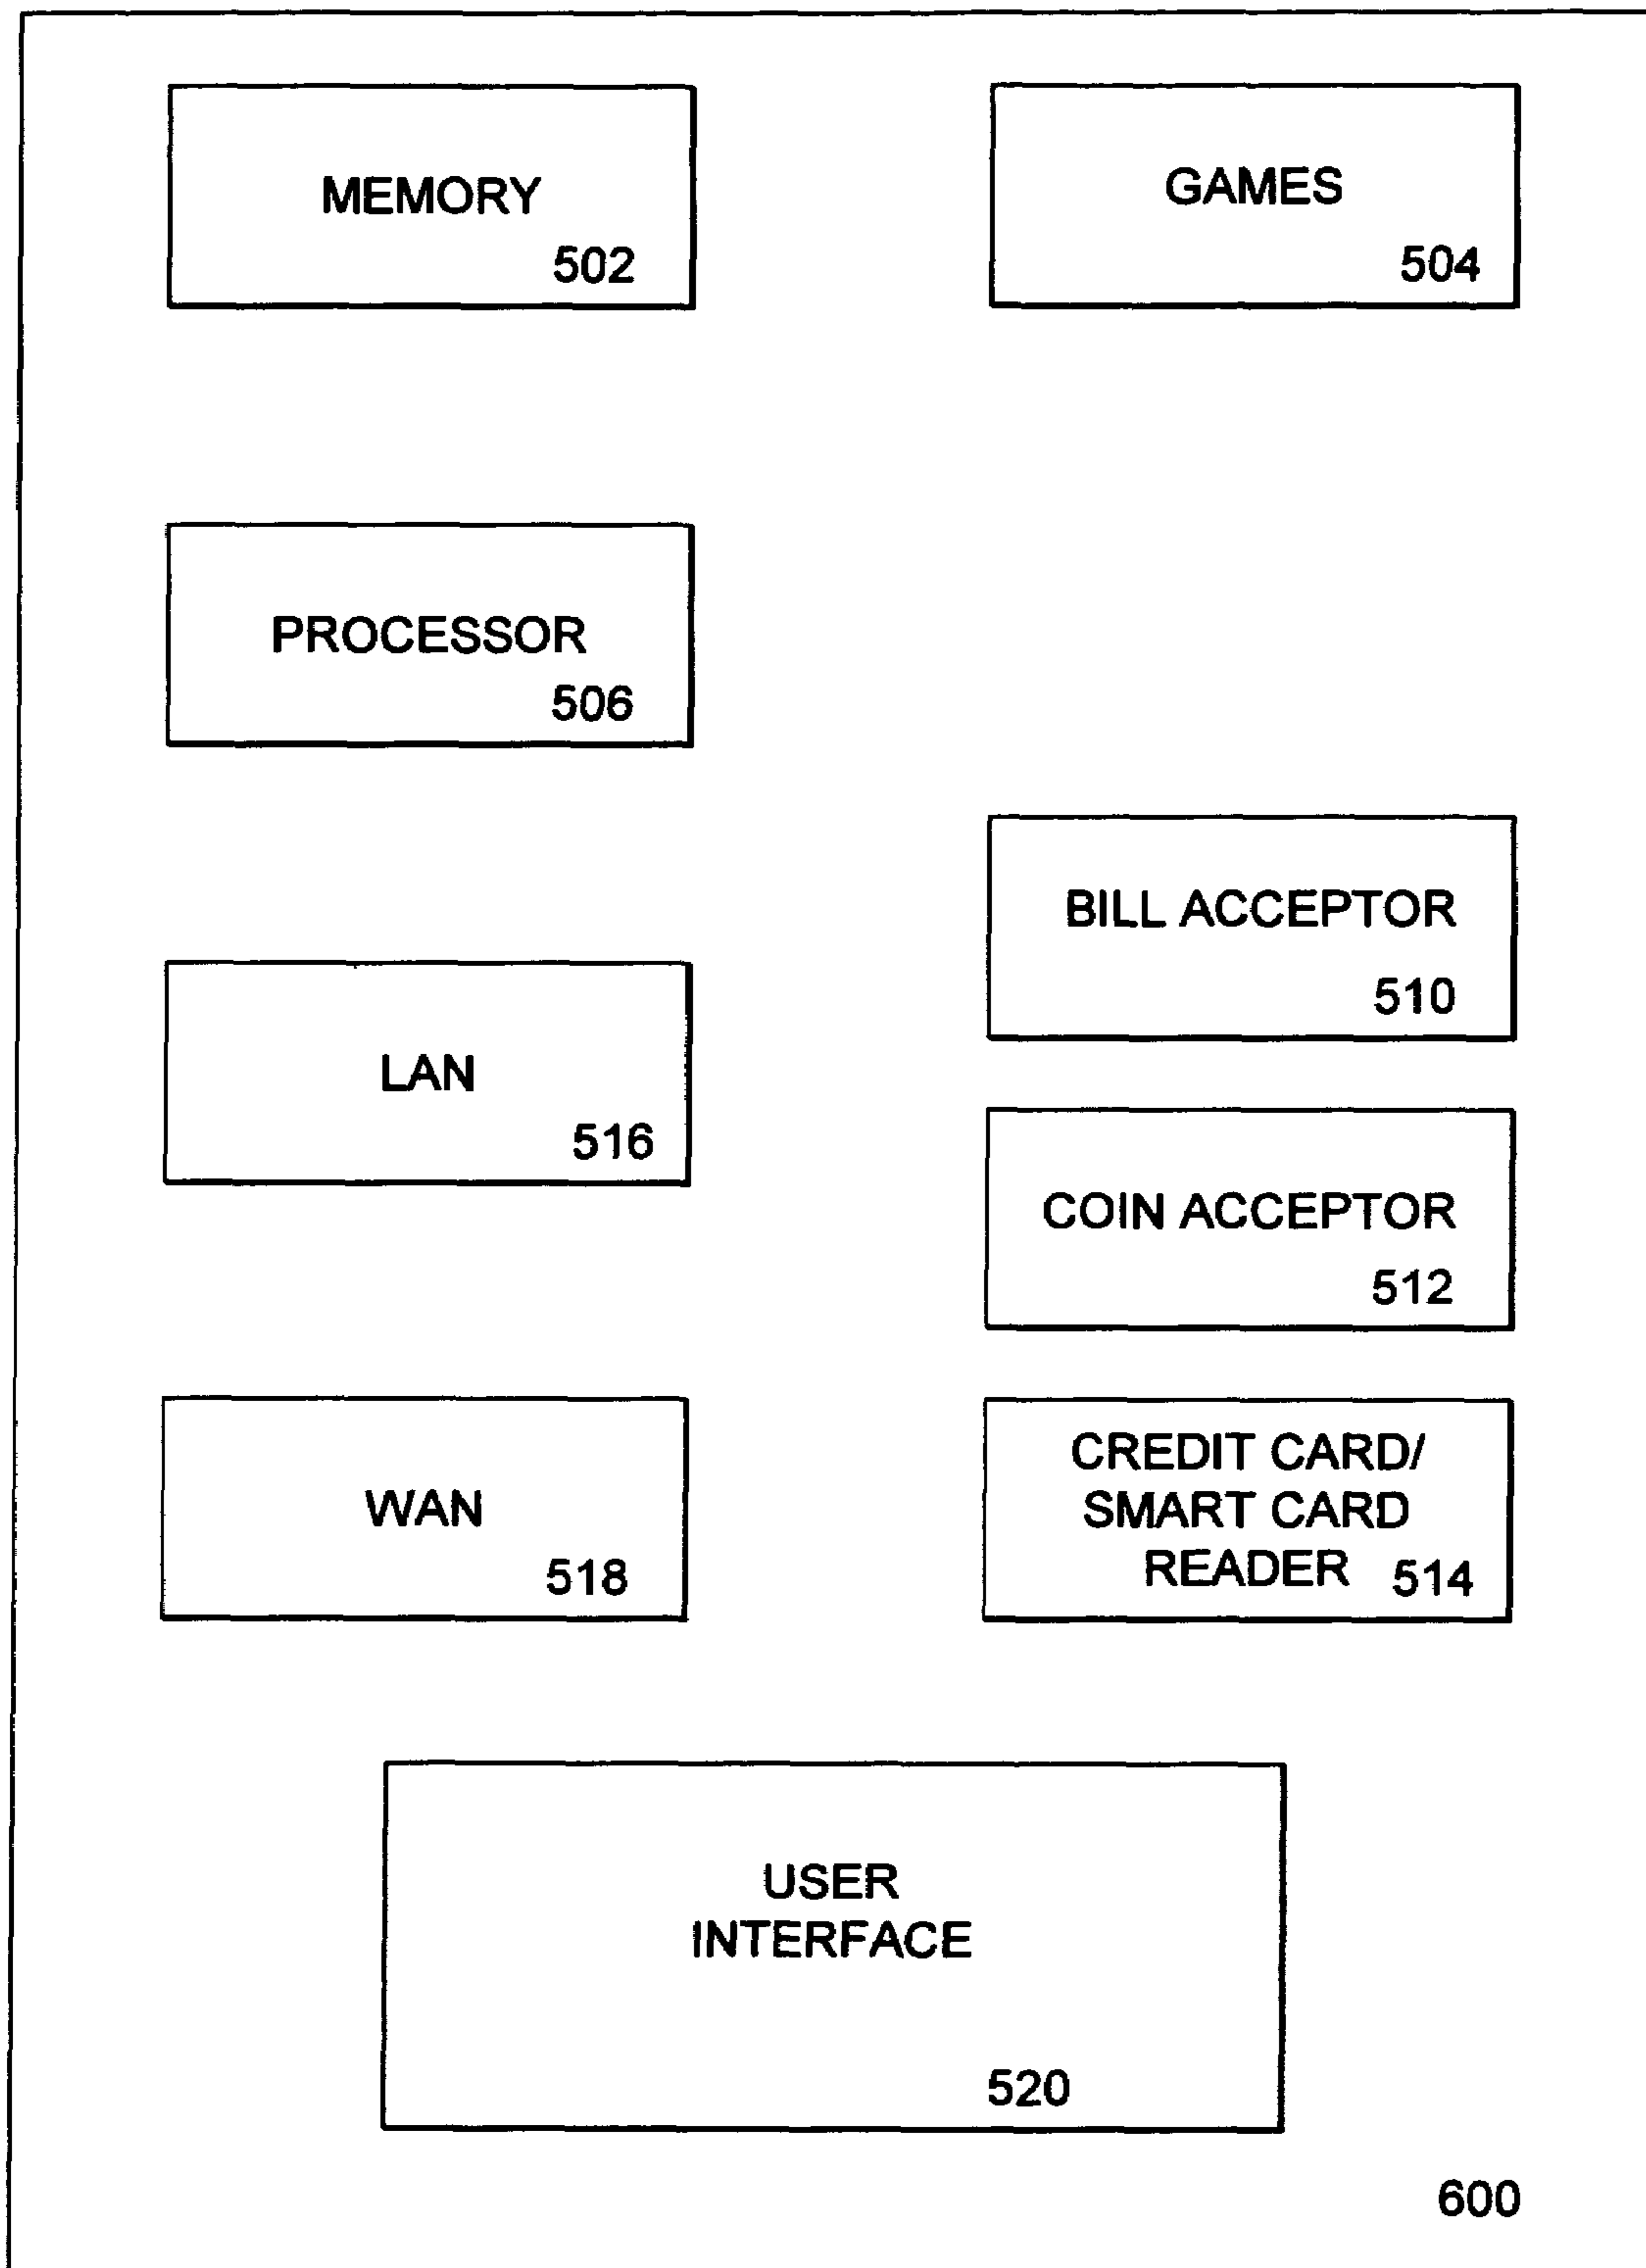 MEMORY
502
GAMES
504
PROCESSOR
506
BILL ACCEPTOR
510
LAN
516
COIN ACCEPTOR
512
WAN
518
CREDIT CARD/
SMART CARD
READER 514
USER
INTERFACE
520
600